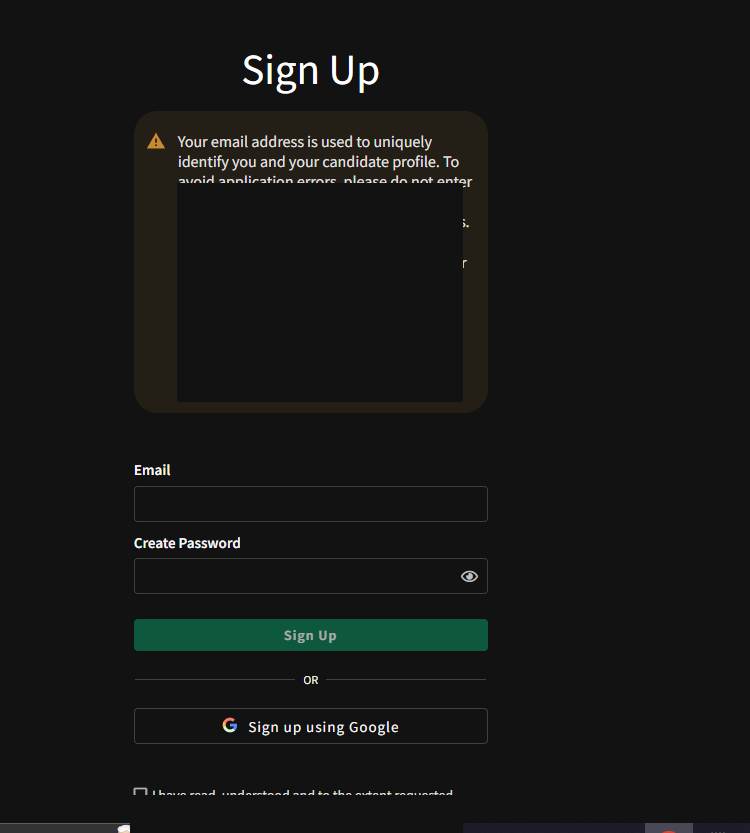 Sign Up
Your email address is used to uniquely
identify you and your candidate profile. To
avoid application errors, please do not enter
s.
r
Email
Create Password
Sign Up
OR
Sign up using Google
I have read, understood and to the extent requested